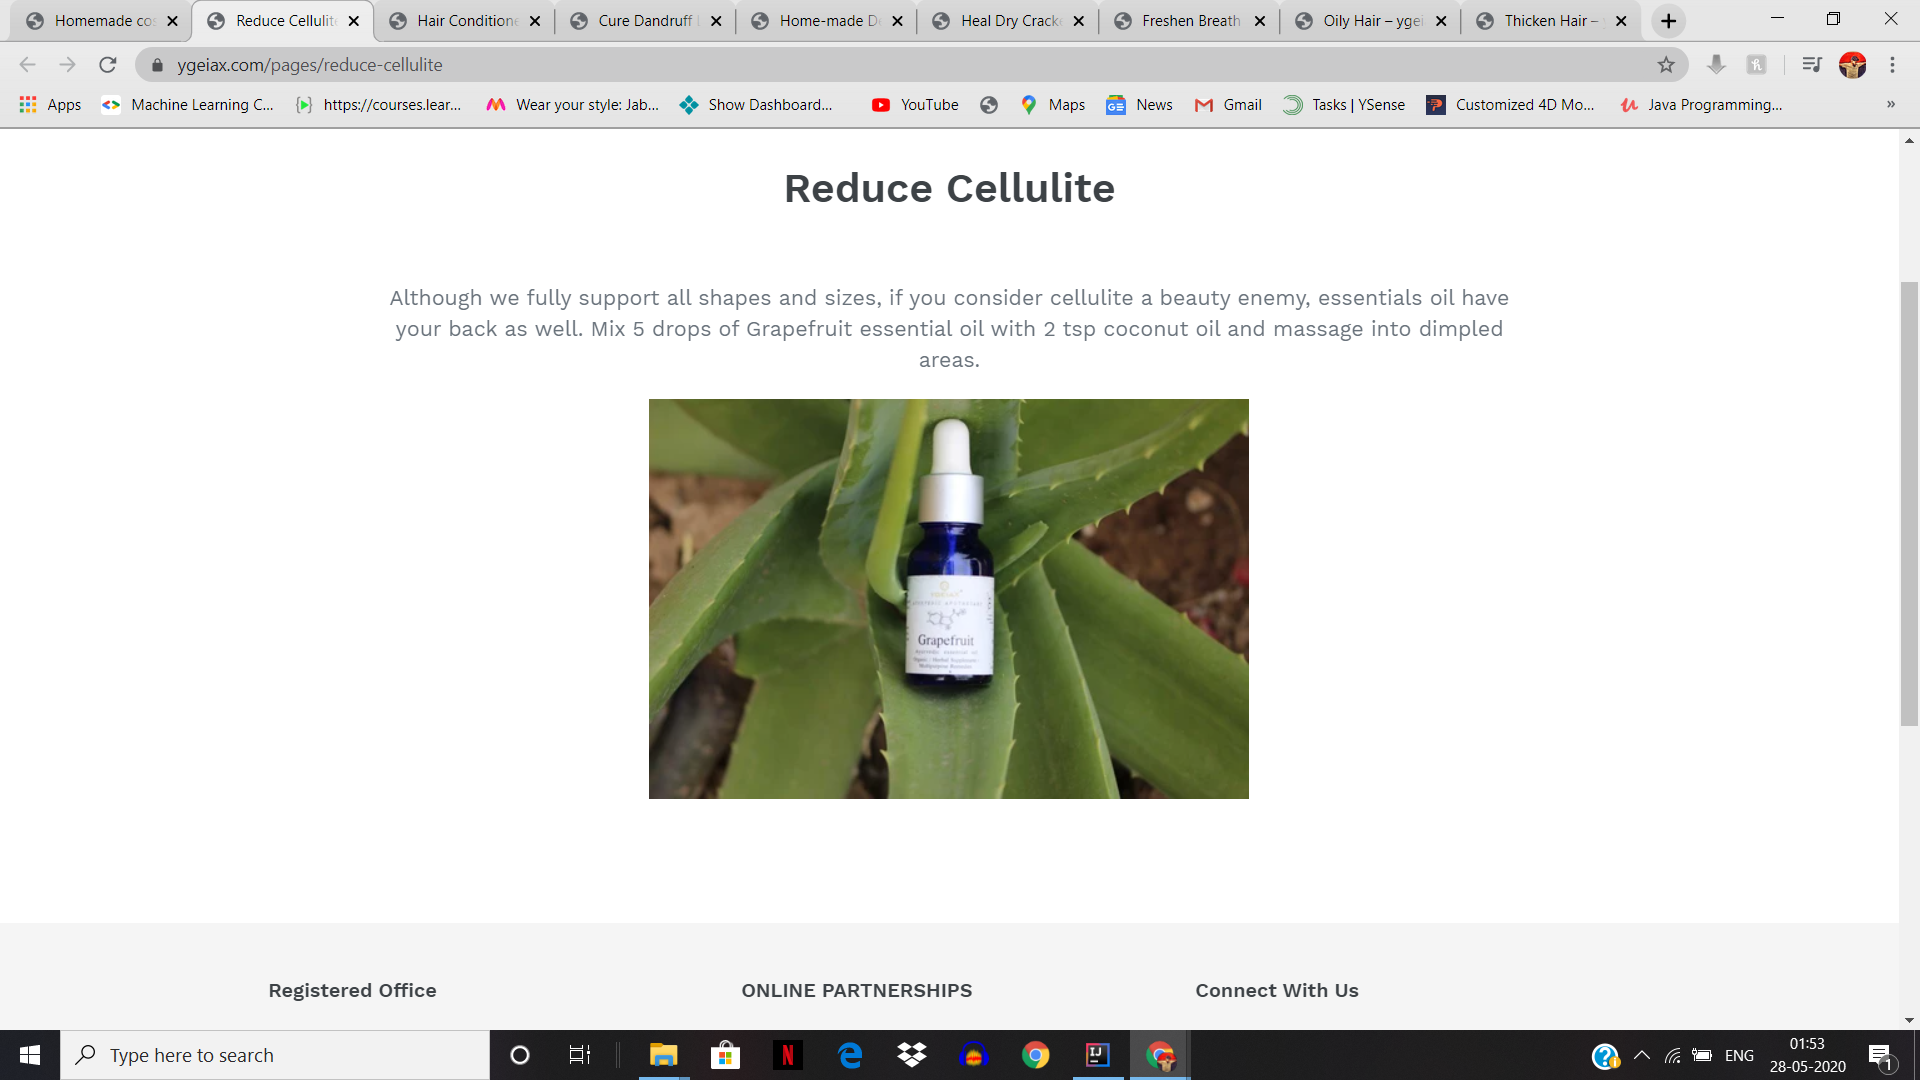 Homemade co
Reduce Cellulit
Hair Conditione
Cure Dandruff
Home-made D
Heal Dry Crack
Freshen Breath
Oily Hair – ygei
Thicken Hair –
ygeiax.com/pages/reduce-cellulite
Apps
Machine Learning C...
https://courses.lear...
Wear your style: Jab...
Show Dashboard...
YouTube
Maps
News
Gmail
Tasks | YSense
Customized 4D Mo...
Java Programming...
»
Reduce Cellulite
Although we fully support all shapes and sizes, if you consider cellulite a beauty enemy, essentials oil have
your back as well. Mix 5 drops of Grapefruit essential oil with 2 tsp coconut oil and massage into dimpled
areas.
Grapefruit
Registered Office
ONLINE PARTNERSHIPS
Connect With Us
Type here to search
ENG
01:53
28-05-2020
1